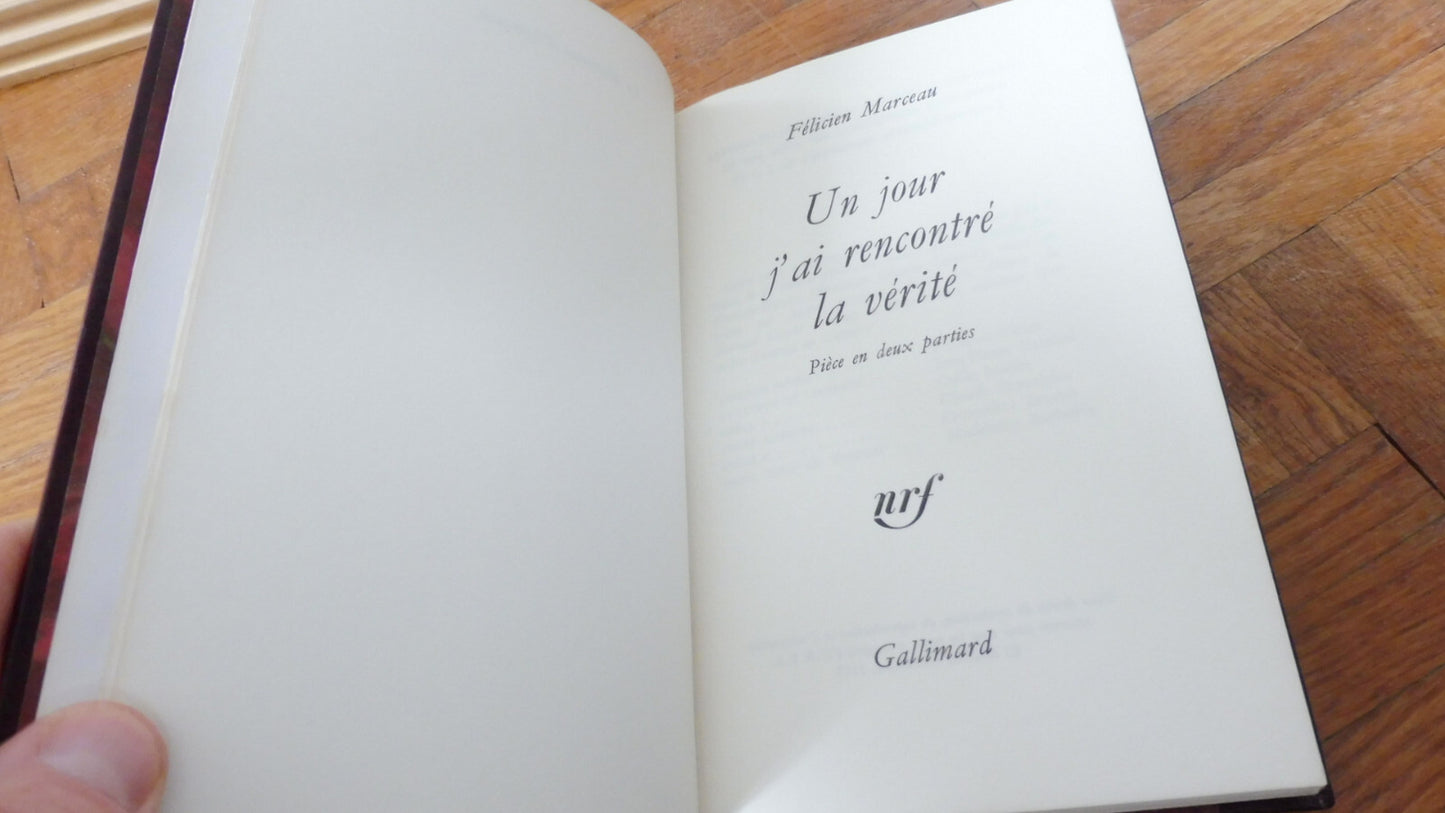 Félicien Marceau
Un jour
j'ai rencontré
la vérité
Pièce en deux parties
nrf
Gallimard